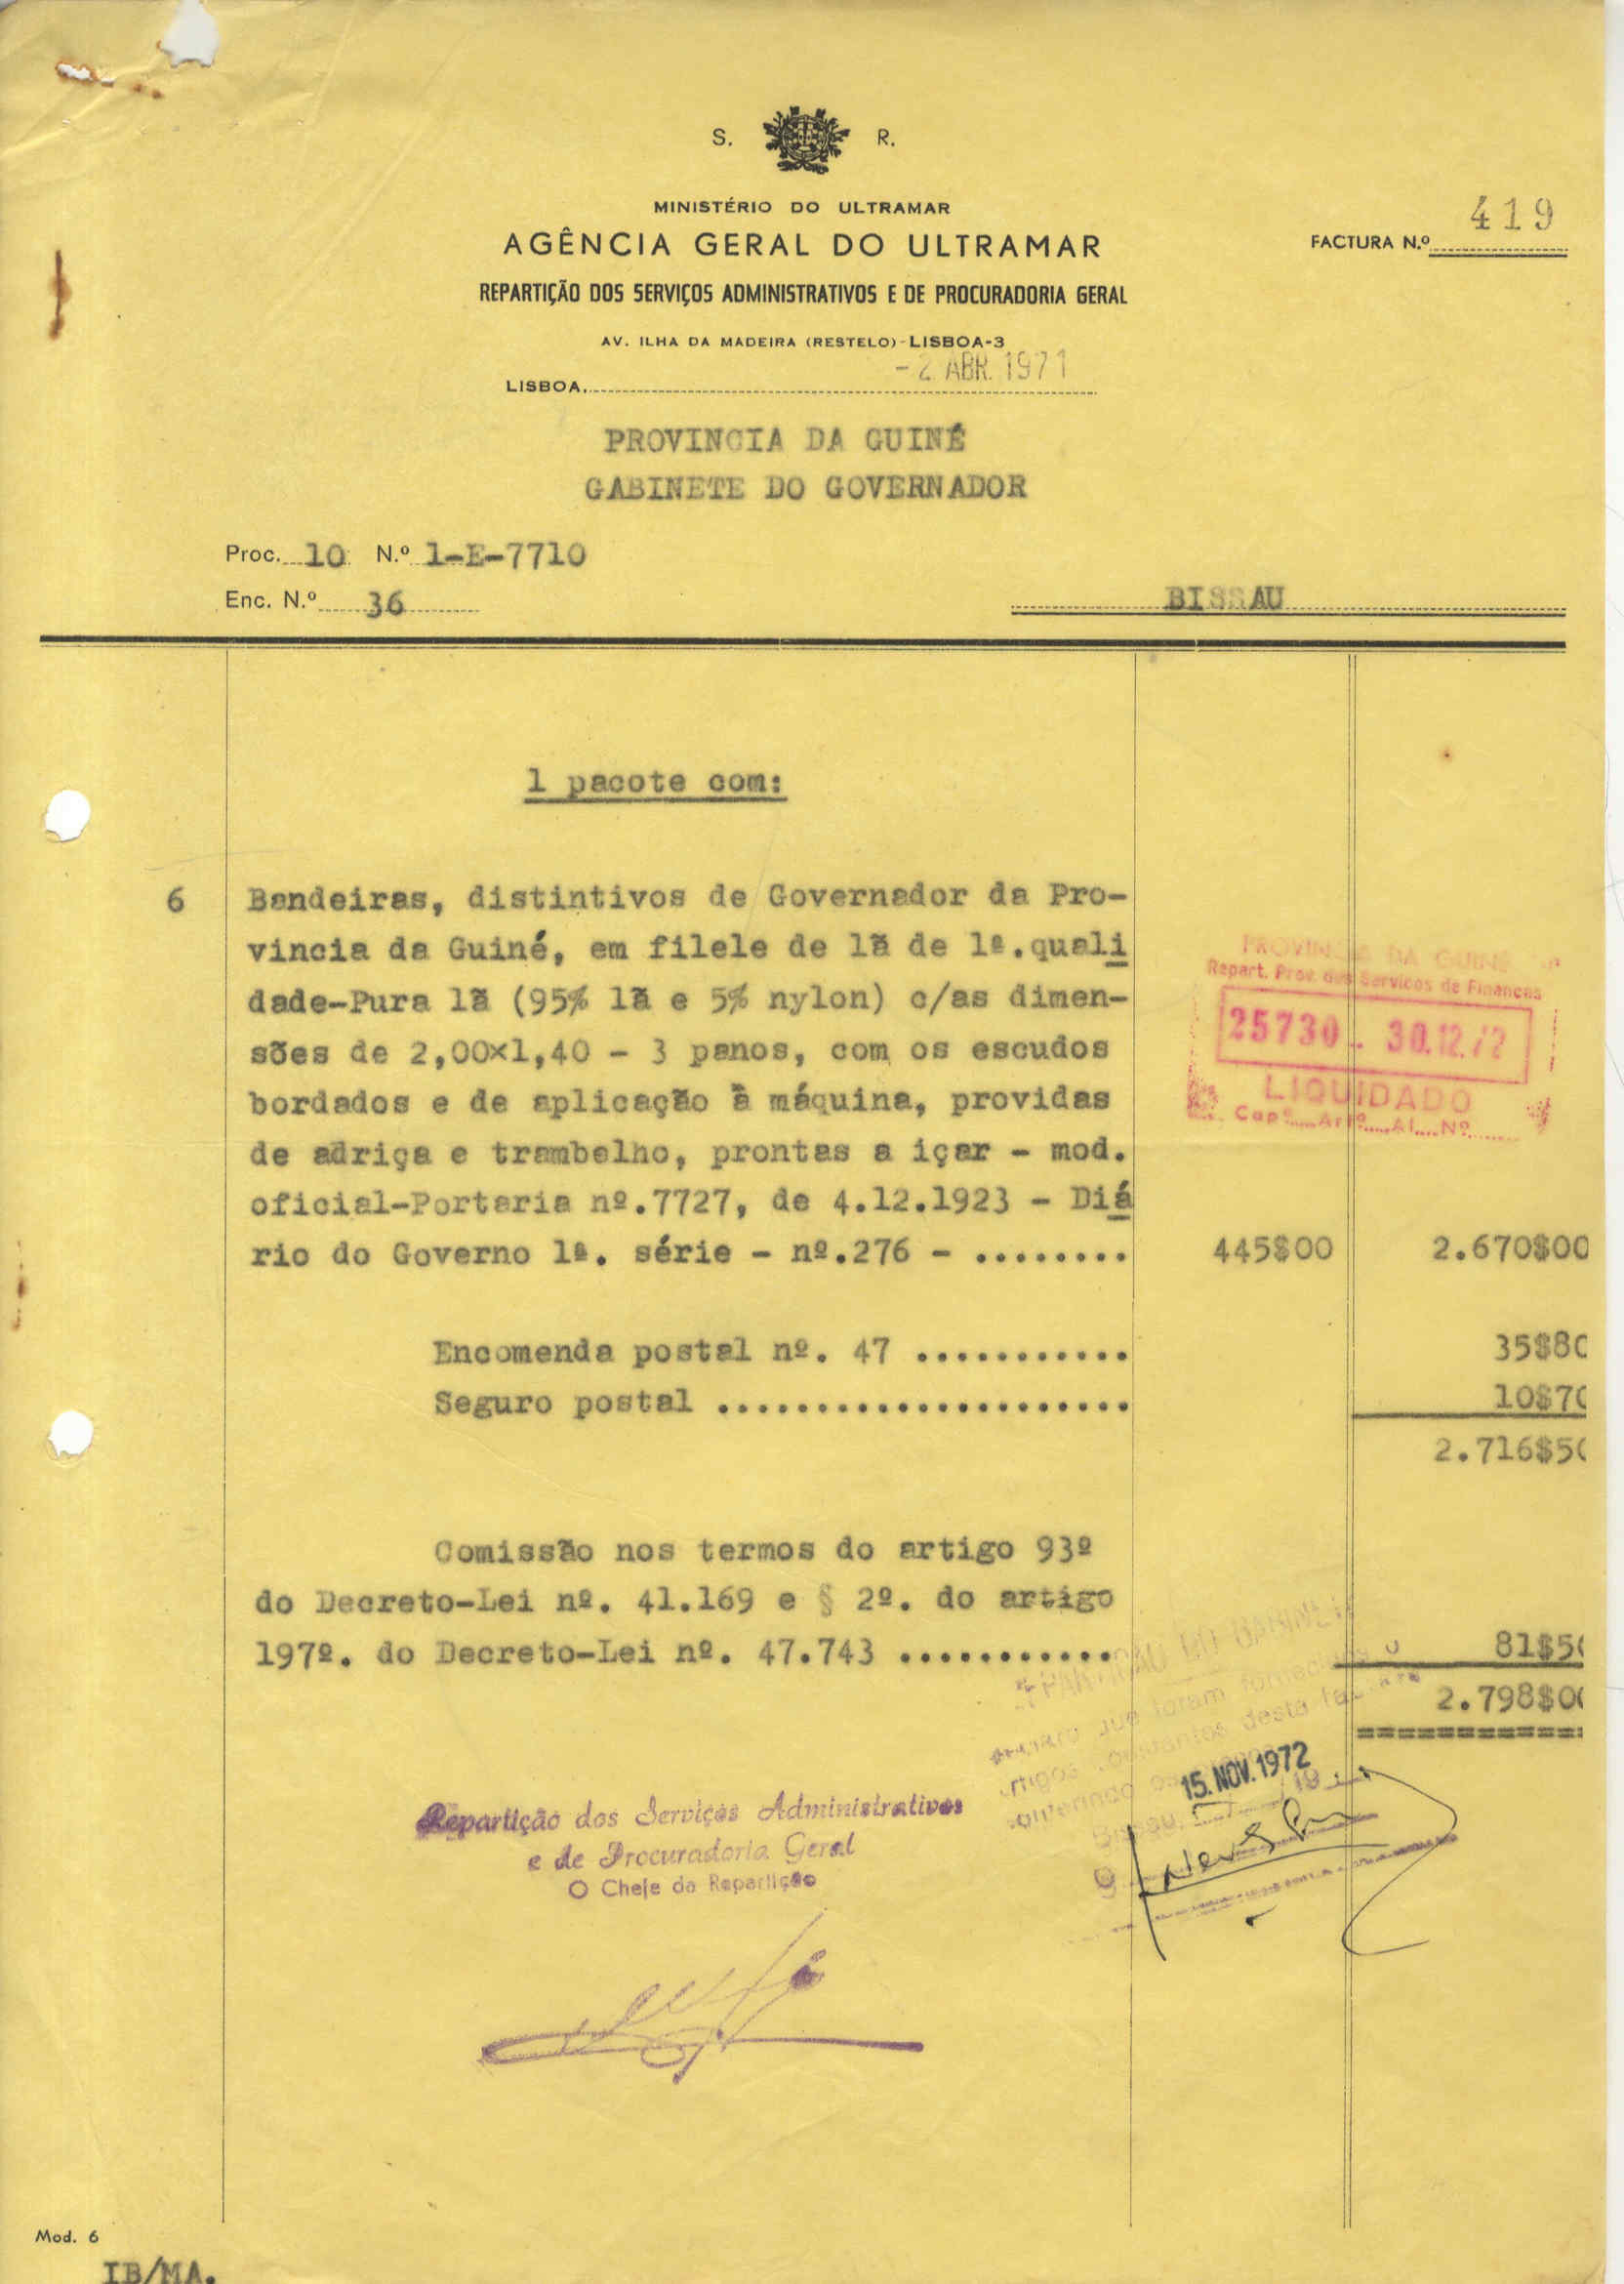 S. R.
MINISTÉRIO DO ULTRAMAR
AGÊNCIA GERAL DO ULTRAMAR
REPARTIÇÃO DOS SERVIÇOS ADMINISTRATIVOS E DE PROCURADORIA GERAL
AV. ILHA DA MADEIRA (RESTELO)-LISBOA-3
FACTURA N.º 419
LISBOA, -2 ABR. 1971
PROVINCIA DA GUINÉ
GABINETE DO GOVERNADOR
Proc. 10 N.º 1-E-7710
Enc. N.º 36
BISSAU
1 pacote com:
6 Bandeiras, distintivos de Governador da Pro-
vincia da Guiné, em filele de lã de 1ª.quali
dade-Pura lã (95% lã e 5% nylon) c/as dimen-
sões de 2,00x1,40 - 3 panos, com os escudos
bordados e de aplicação à máquina, providas
de adriça e trambelho, prontas a içar - mod.
oficial-Portaria nº.7727, de 4.12.1923 - Diá
rio do Governo 1ª. série - nº.276 - ........ 445$00 2.670$00
PROVINCIA DA GUINÉ
Repart. Prov. dos Serviços de Finanças
25730 - 30.12.72
LIQUIDADO
Capº.....Artº.....Al....Nº.......
Encomenda postal nº. 47 ........... 35$80
Seguro postal ..................... 10$70
2.716$50
Comissão nos termos do artigo 93º
do Decreto-Lei nº. 41.169 e § 2º. do artigo
197º. do Decreto-Lei nº. 47.743 ........... 81$50
2.798$00
foram
desta
15. NOV. 1972
Bissau, 19
O
Repartição dos Serviços Administrativos
e de Procuradoria Geral
O Chefe da Repartição
Mod. 6
IB/MA.